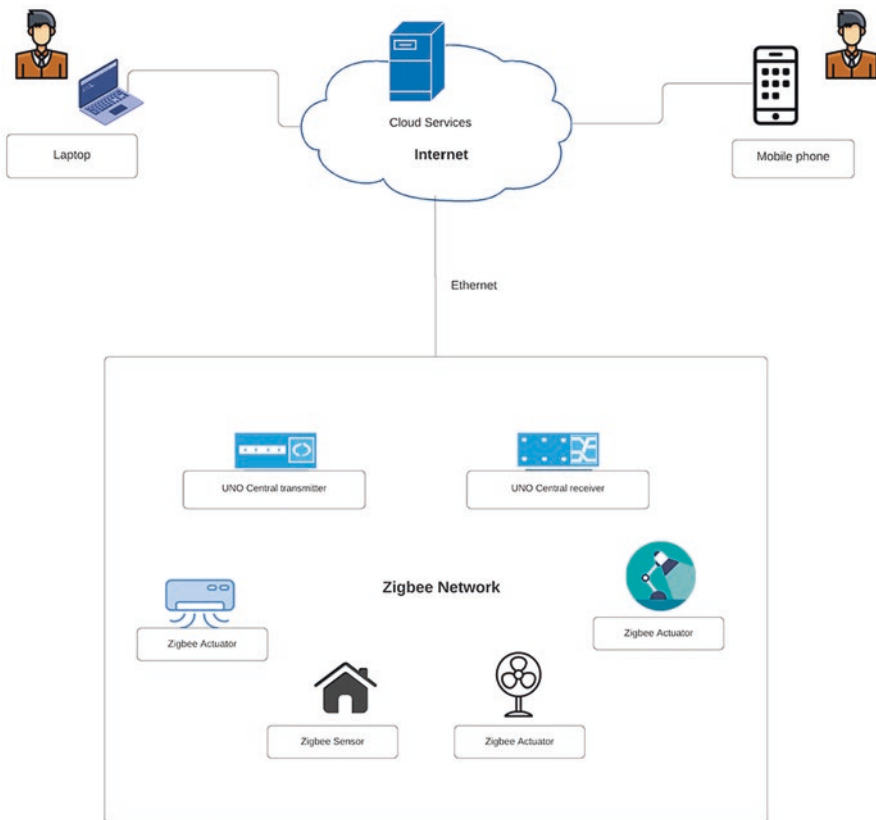 Cloud Services
Internet
Laptop
Mobile phone
Ethernet
UNO Central transmitter
UNO Central receiver
Zigbee Network
Zigbee Actuator
Zigbee Actuator
Zigbee Sensor
Zigbee Actuator